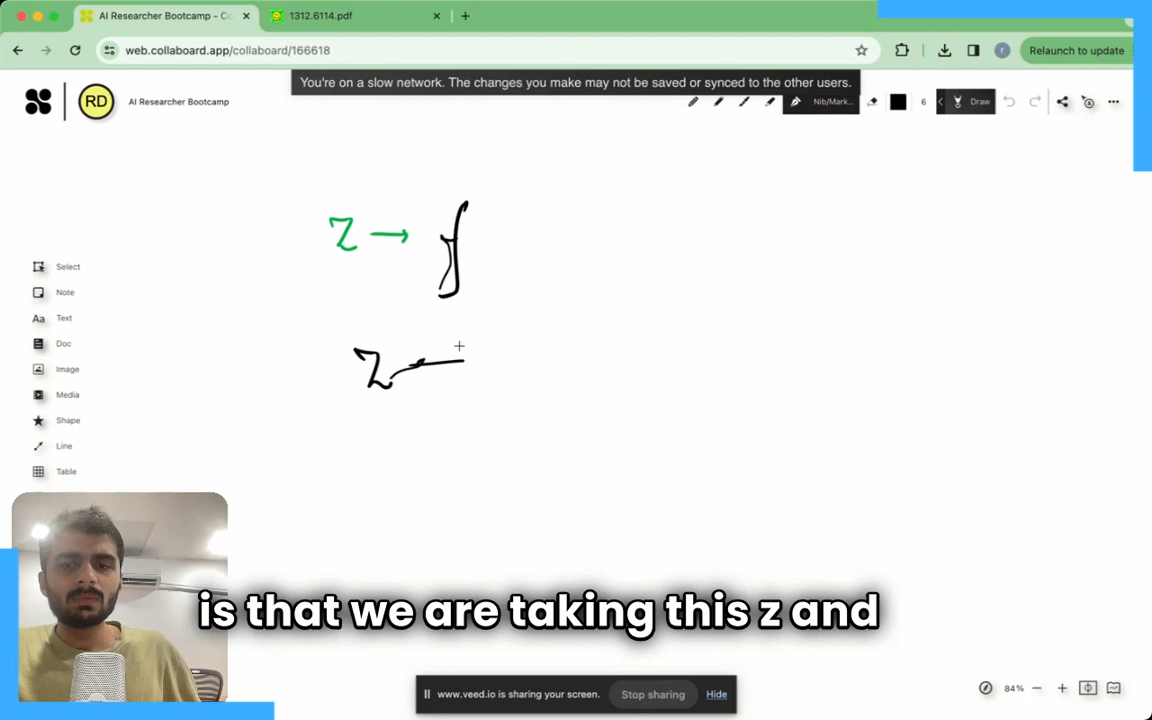 AI Researcher Bootcamp - Co
1312.6114.pdf
web.collaboard.app/collaboard/166618
Relaunch to update
You're on a slow network. The changes you make may not be saved or synced to the other users.
RD
AI Researcher Bootcamp
Nib/Mark...
6
Draw
z →
z
Select
Note
Aa Text
Doc
Image
Media
Shape
Line
Table
is that we are taking this z and
www.veed.io is sharing your screen.
Stop sharing
Hide
84%